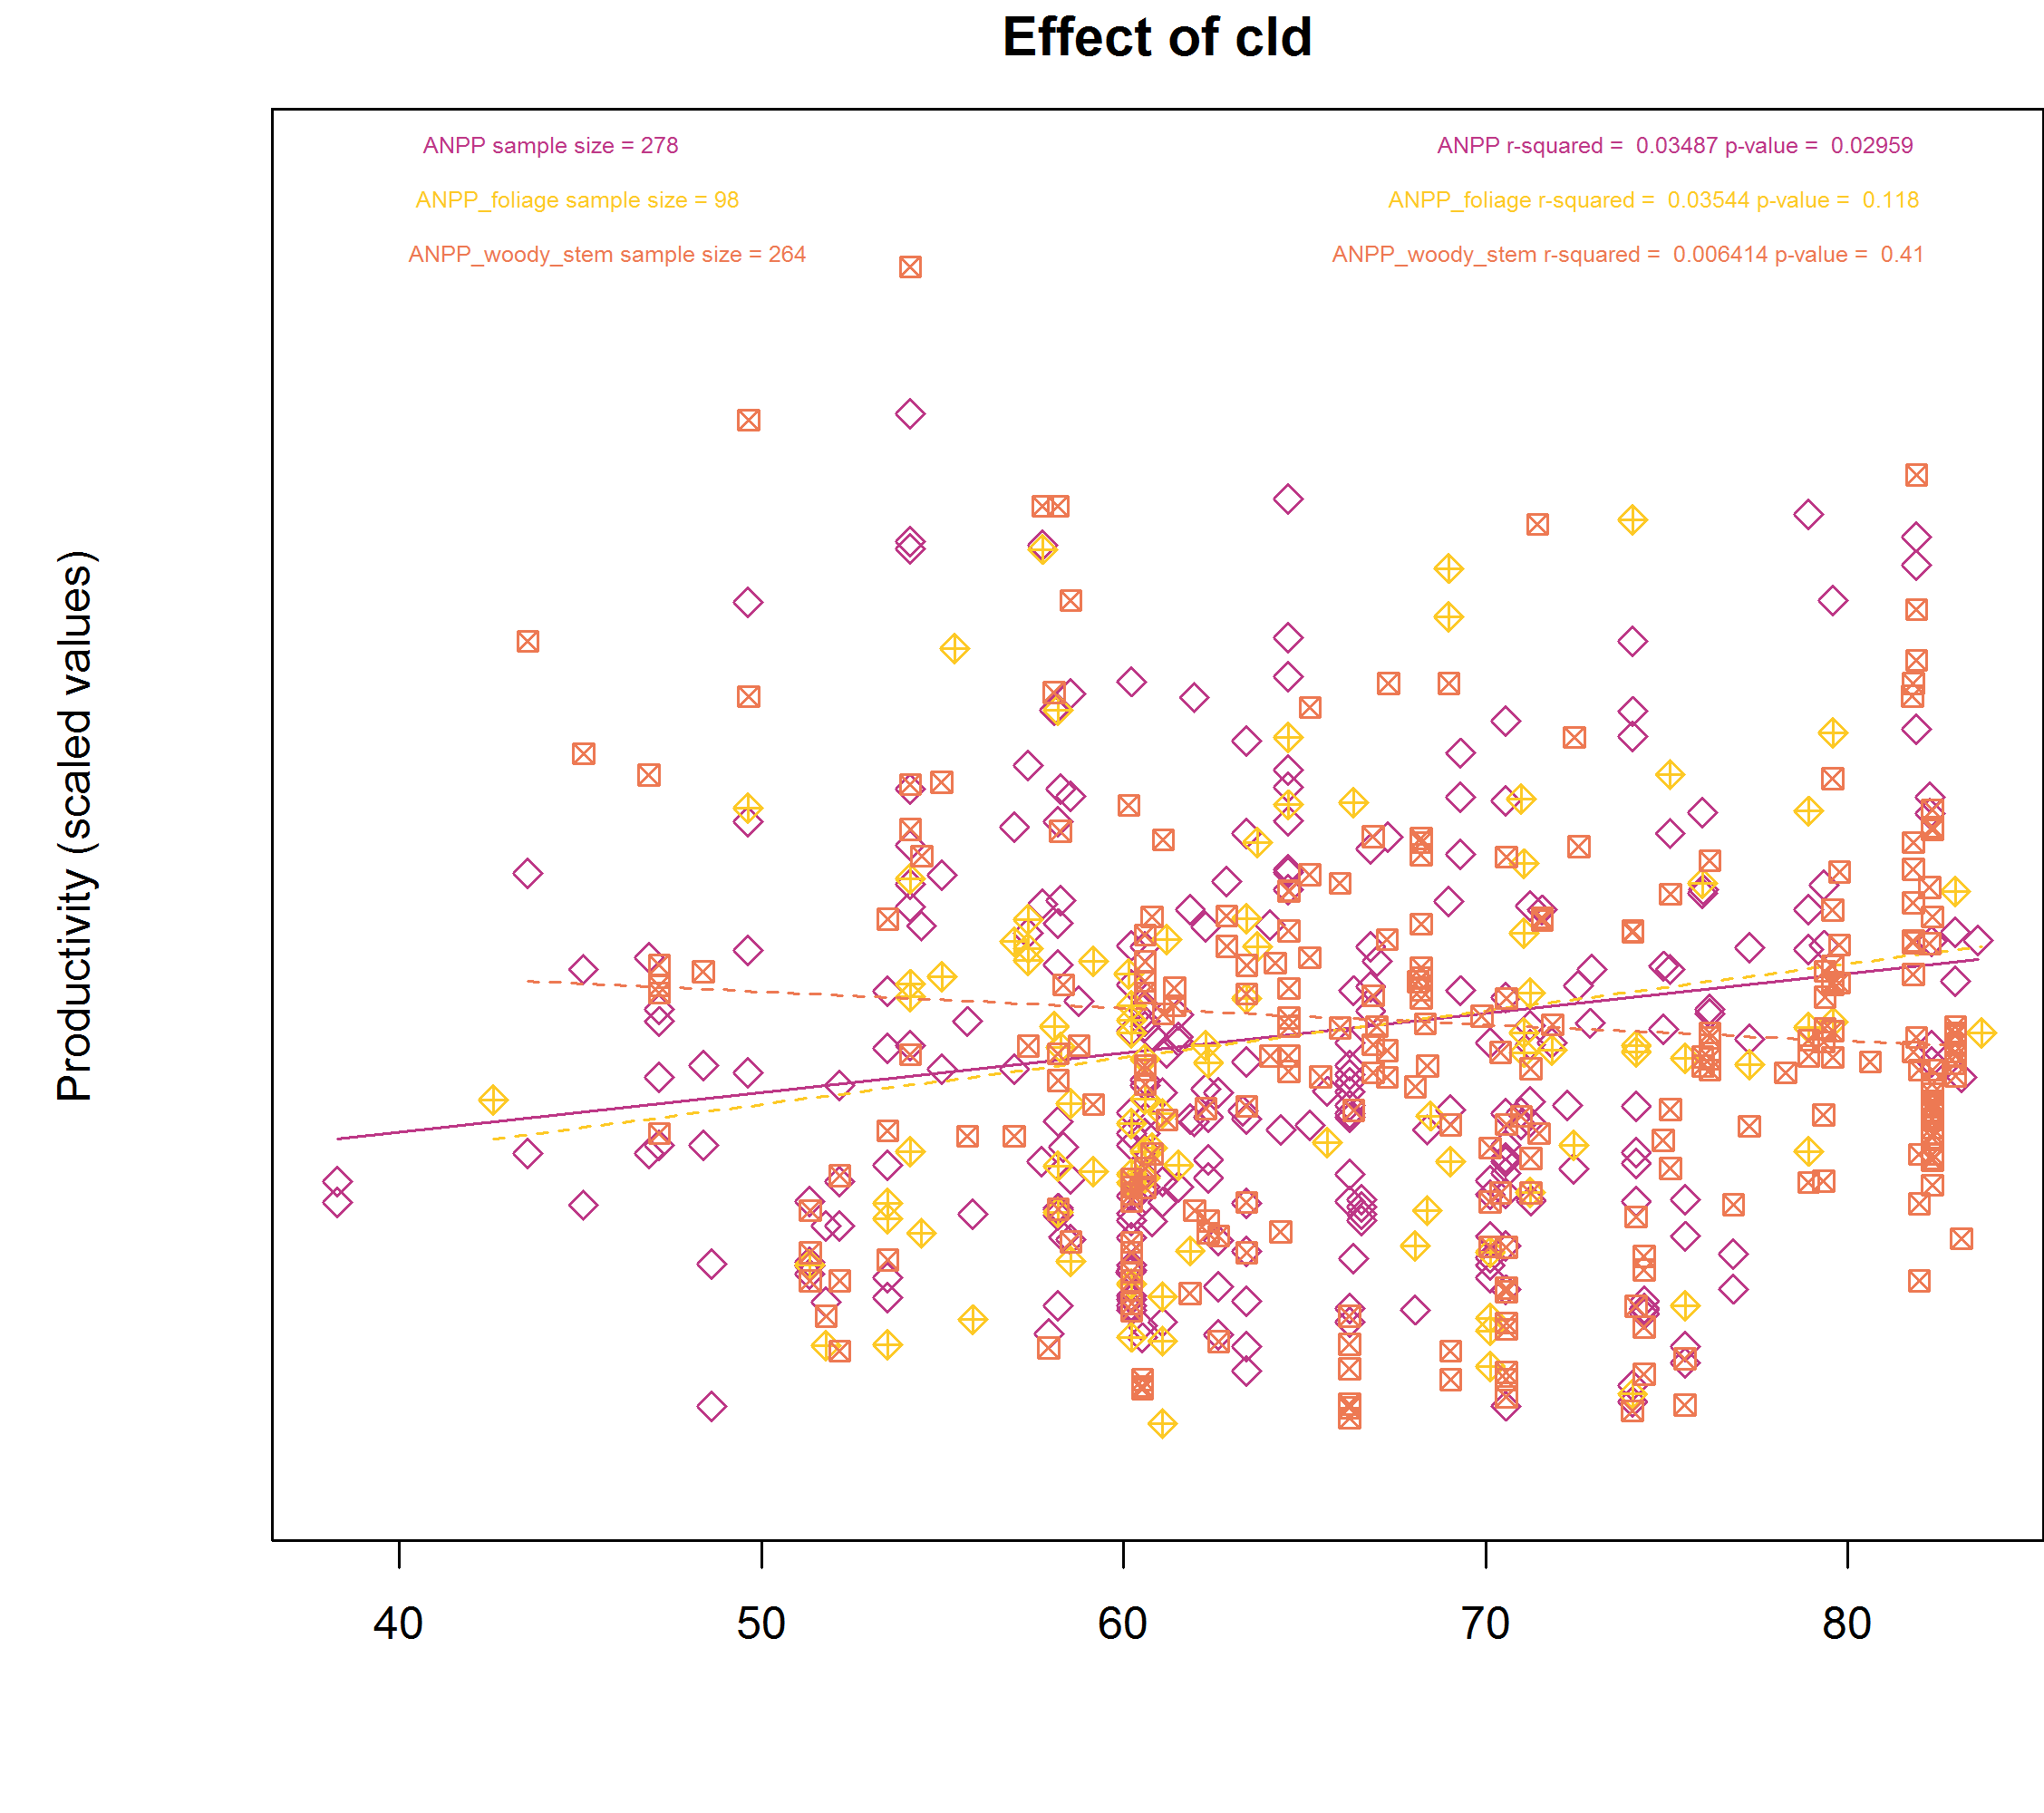 Effect of cld
ANPP sample size = 278
ANPP r-squared = 0.03487 p-value = 0.02959
ANPP_foliage sample size = 98
ANPP_foliage r-squared = 0.03544 p-value = 0.118
ANPP_woody_stem sample size = 264
ANPP_woody_stem r-squared = 0.006414 p-value = 0.41
Productivity (scaled values)
40 50 60 70 80